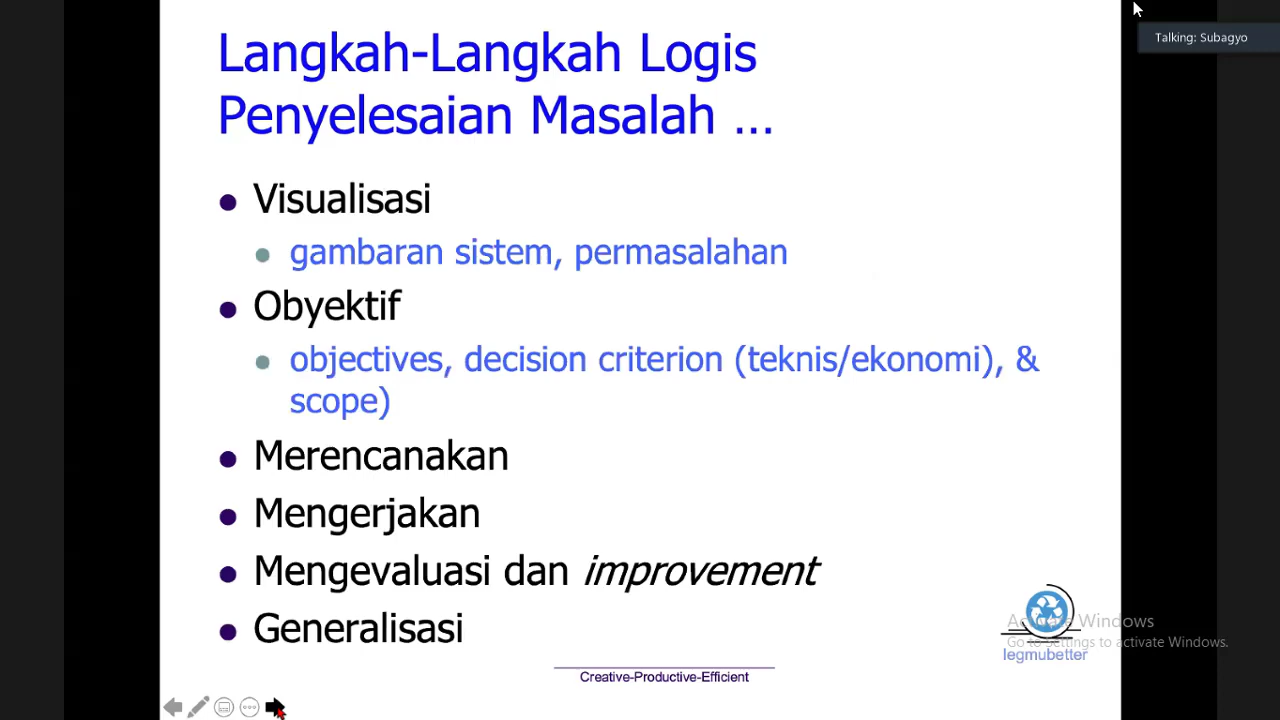 Talking: Subagyo
Langkah-Langkah Logis
Penyelesaian Masalah ...
Visualisasi
gambaran sistem, permasalahan
Obyektif
objectives, decision criterion (teknis/ekonomi), &
scope)
Merencanakan
Mengerjakan
Mengevaluasi dan improvement
Generalisasi
Activate Windows
Go to Settings to activate Windows.
legmubetter
Creative-Productive-Efficient